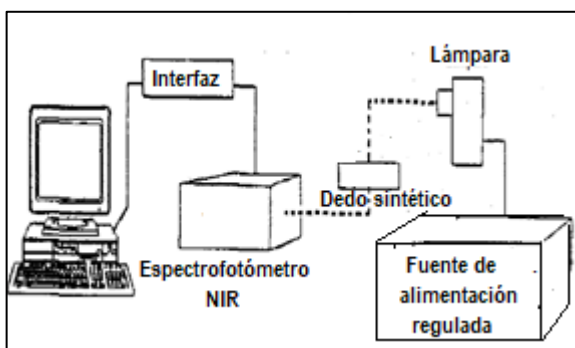 Interfaz
Lámpara
Dedo sintético
Espectrofotómetro
NIR
Fuente de
alimentación
regulada